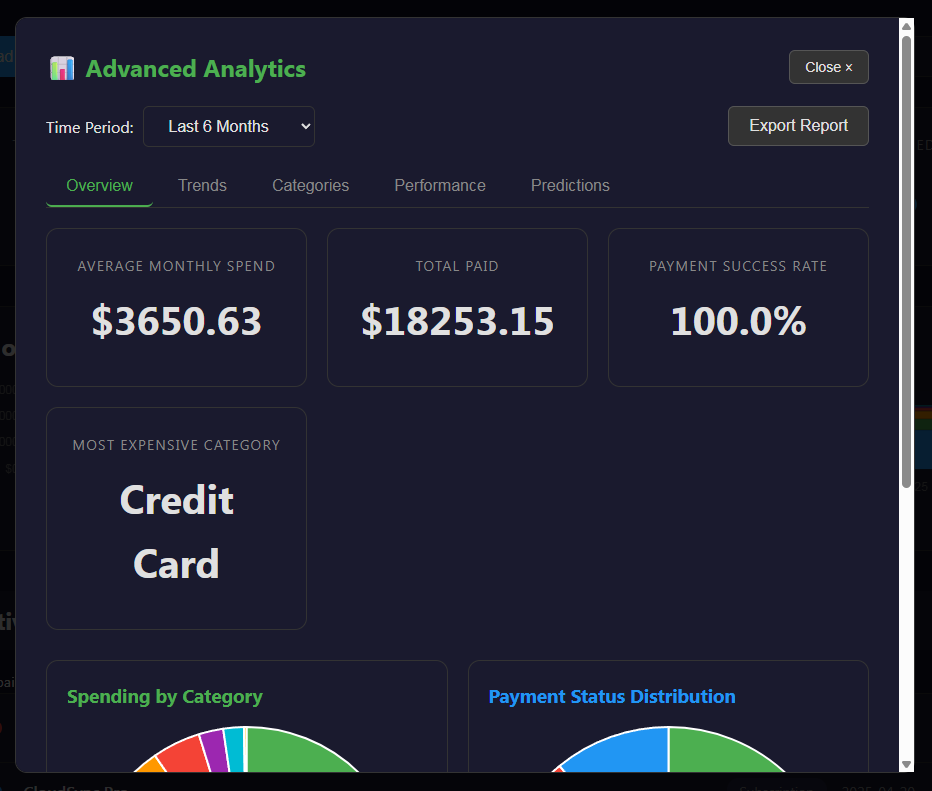 Advanced Analytics
Close ×
Time Period:
Last 6 Months
Export Report
Overview
Trends
Categories
Performance
Predictions
AVERAGE MONTHLY SPEND
$3650.63
TOTAL PAID
$18253.15
PAYMENT SUCCESS RATE
100.0%
MOST EXPENSIVE CATEGORY
Credit
Card
Spending by Category
Payment Status Distribution